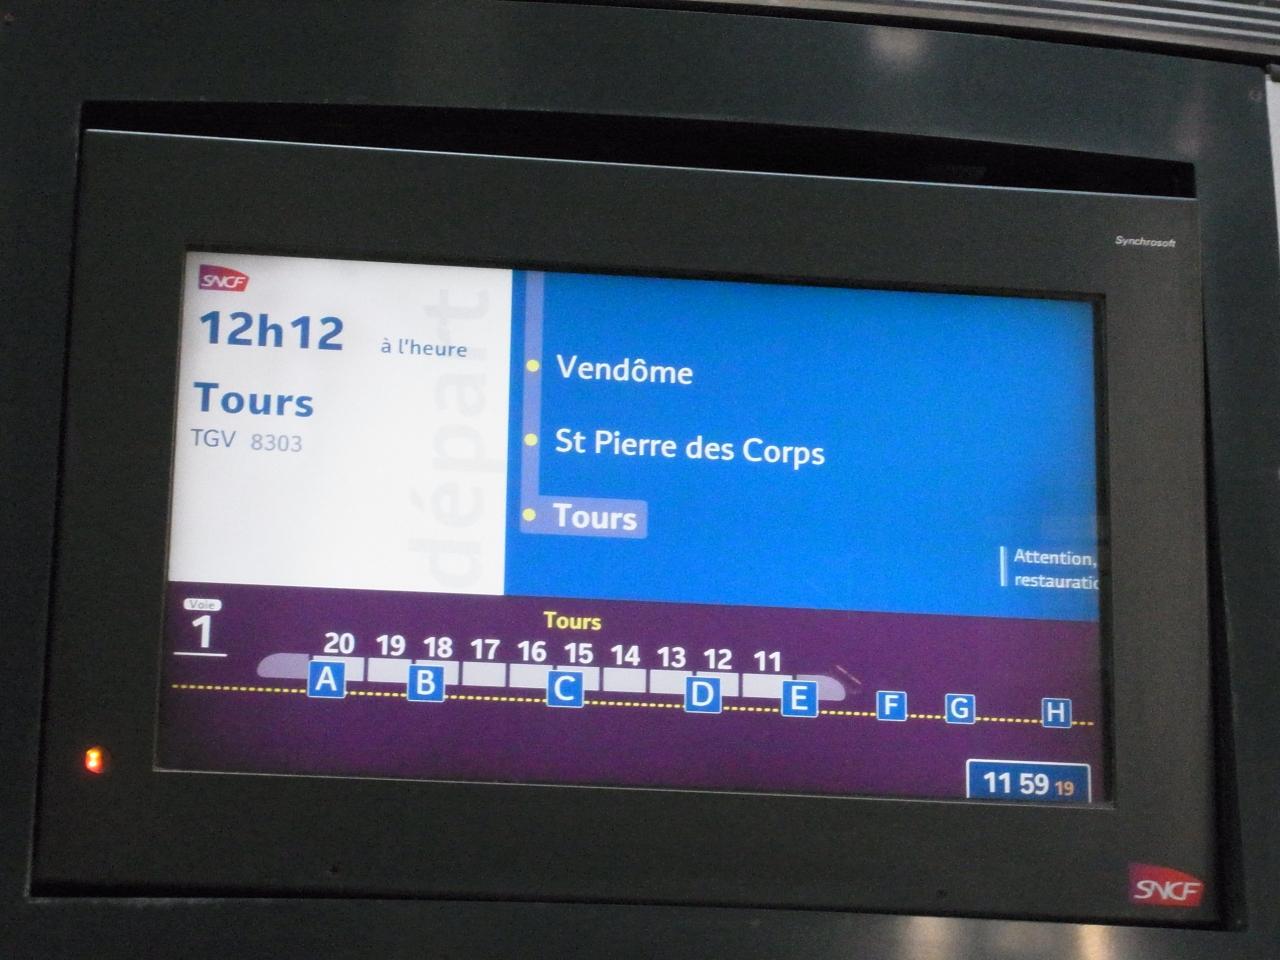 Synchrosoft
SNCF
12h12 à l'heure
Tours
TGV 8303
départ
Vendôme
St Pierre des Corps
Tours
Attention,
restauratio
Voie
1
Tours
20 19 18 17 16 15 14 13 12 11
A B C D E F G H
11 59 19
SNCF